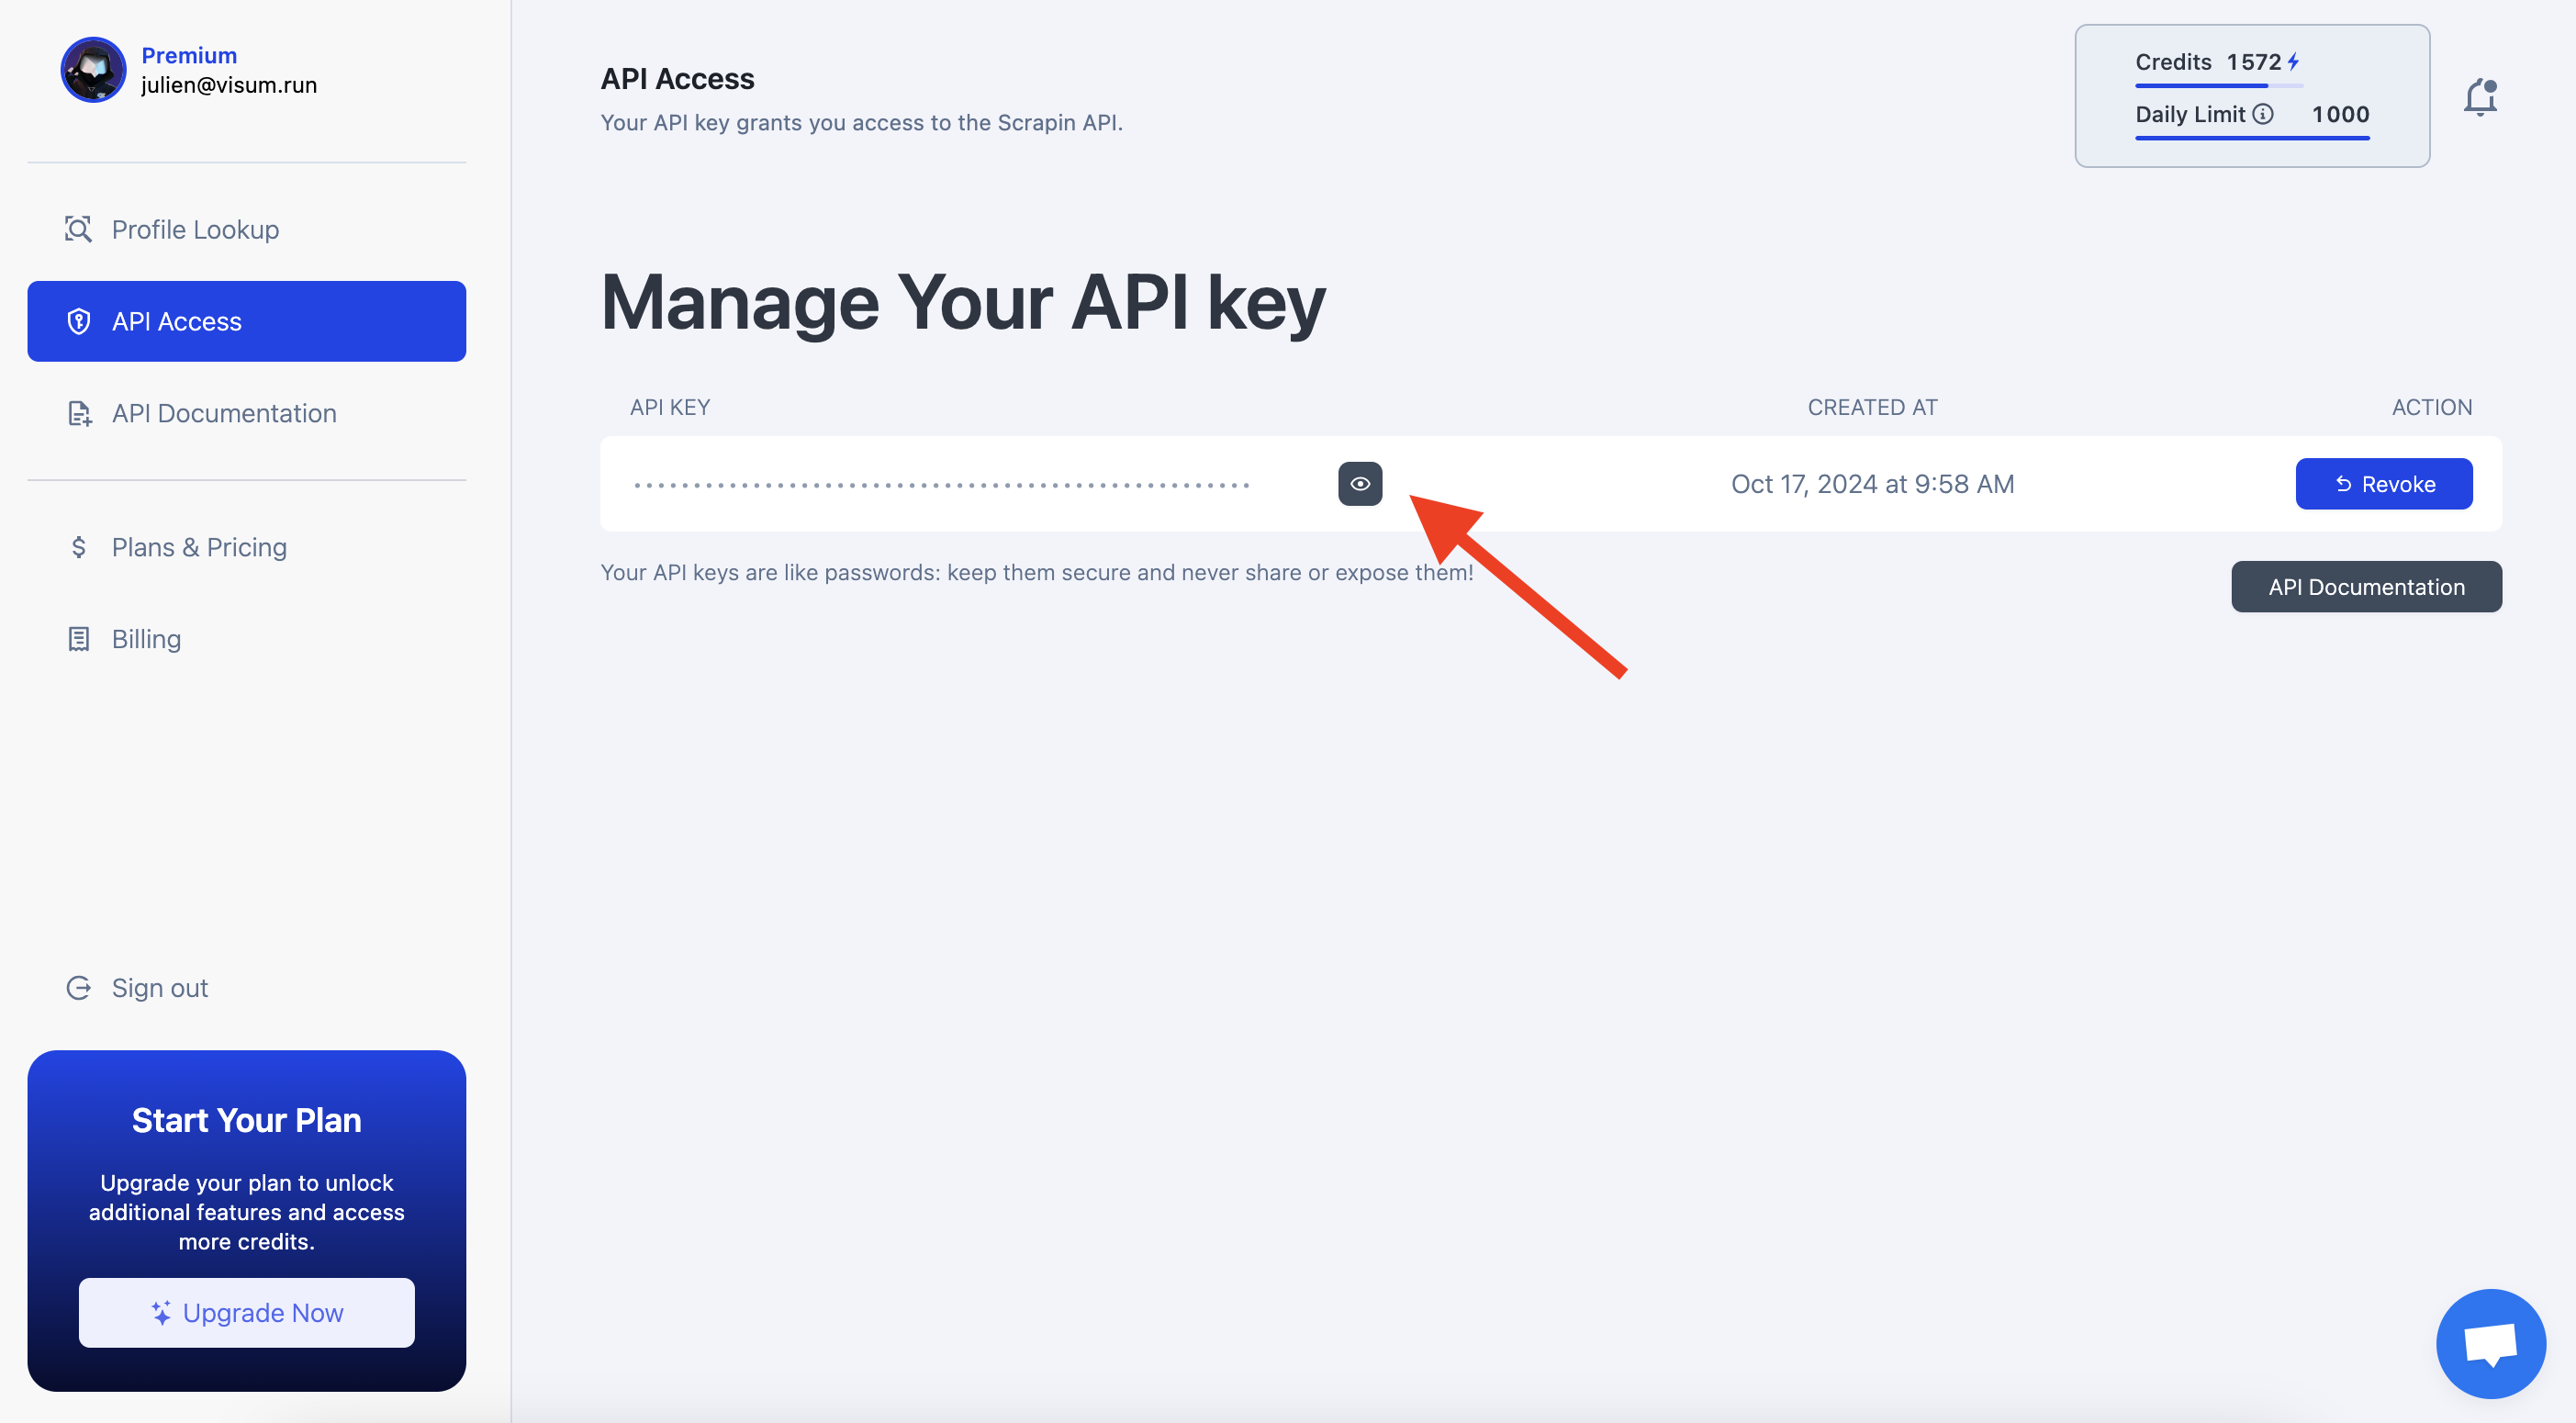 Premium
julien@visum.run
Profile Lookup
API Access
API Documentation
Plans & Pricing
Billing
Sign out
Start Your Plan
Upgrade your plan to unlock
additional features and access
more credits.
Upgrade Now
API Access
Your API key grants you access to the Scrapin API.
Credits 1572
Daily Limit 1000
Manage Your API key
API KEY CREATED AT ACTION
Oct 17, 2024 at 9:58 AM Revoke
Your API keys are like passwords: keep them secure and never share or expose them!
API Documentation